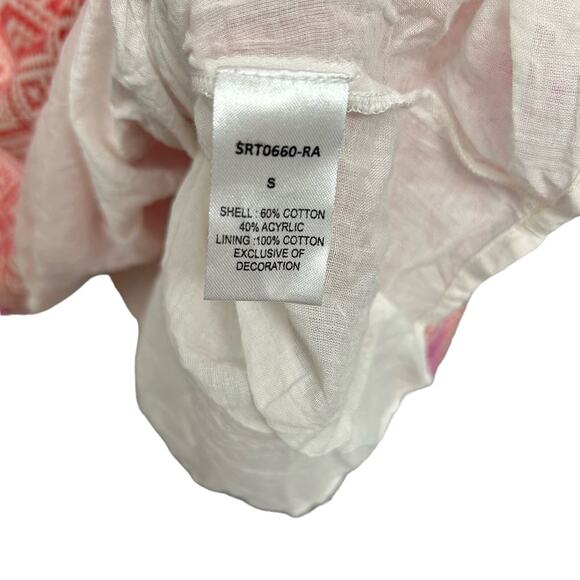 SRT0660-RA
S
SHELL : 60% COTTON
40% ACYRLIC
LINING :100% COTTON
EXCLUSIVE OF
DECORATION